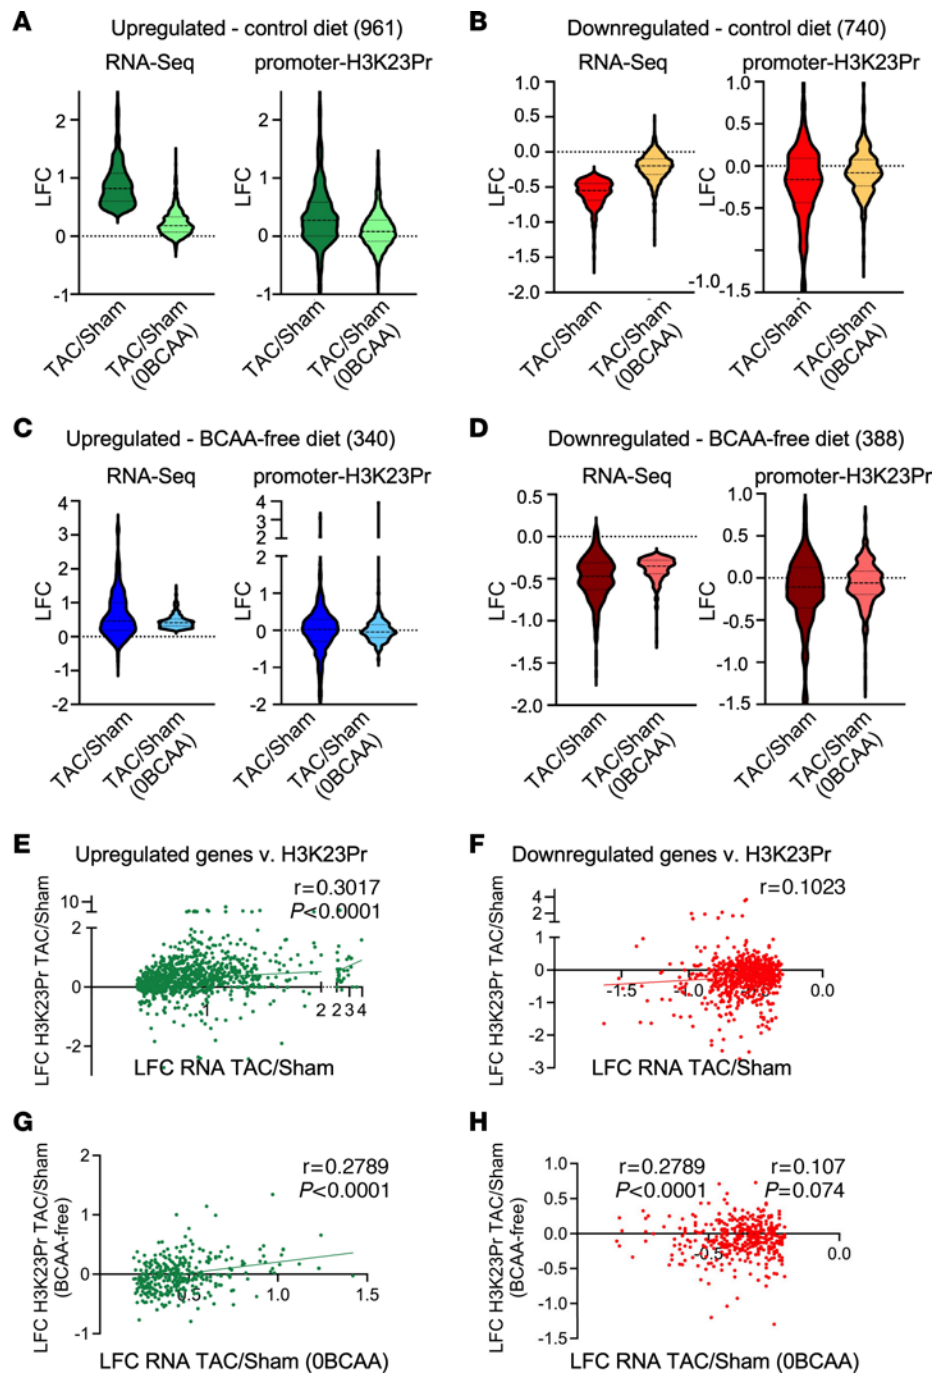 A
Upregulated - control diet (961)
RNA-Seq
promoter-H3K23Pr
LFC
2
1
0
-1
LFC
2
1
0
-1
TAC/Sham
TAC/Sham
(0BCAA)
TAC/Sham
TAC/Sham
(0BCAA)
B
Downregulated - control diet (740)
RNA-Seq
promoter-H3K23Pr
LFC
1.0
0.5
0.0
-0.5
-1.0
-1.5
-2.0
LFC
1.0
0.5
-0.0
-0.5
-1.0
-1.5
TAC/Sham
TAC/Sham
(0BCAA)
TAC/Sham
TAC/Sham
(0BCAA)
C
Upregulated - BCAA-free diet (340)
RNA-Seq
promoter-H3K23Pr
LFC
4
3
2
1
0
-1
-2
LFC
4
3
2
2
1
0
-1
-2
TAC/Sham
TAC/Sham
(0BCAA)
TAC/Sham
TAC/Sham
(0BCAA)
D
Downregulated - BCAA-free diet (388)
RNA-Seq
promoter-H3K23Pr
LFC
0.5
0.0
-0.5
-1.0
-1.5
-2.0
LFC
1.0
0.5
-0.0
-0.5
-1.0
-1.5
TAC/Sham
TAC/Sham
(0BCAA)
TAC/Sham
TAC/Sham
(0BCAA)
E
Upregulated genes v. H3K23Pr
r=0.3017
P<0.0001
LFC H3K23Pr TAC/Sham
10
2
0
-2
1
2 2 3 4
LFC RNA TAC/Sham
F
Downregulated genes v. H3K23Pr
r=0.1023
LFC H3K23Pr TAC/Sham
4
2
1
0
-1
-2
-3
-1.5
-1.0
-0.5
0.0
LFC RNA TAC/Sham
G
r=0.2789
P<0.0001
LFC H3K23Pr TAC/Sham
(BCAA-free)
2
1
0
-1
0.5
1.0
1.5
LFC RNA TAC/Sham (0BCAA)
H
r=0.2789
P<0.0001
r=0.107
P=0.074
LFC H3K23Pr TAC/Sham
(BCAA-free)
1.0
0.5
0.0
-0.5
-1.0
-1.5
-0.5
0.0
LFC RNA TAC/Sham (0BCAA)